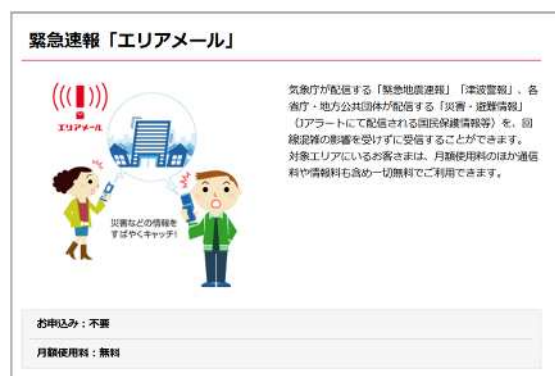 緊急速報「エリアメール」
エリアメール
災害などの情報を
すばやくキャッチ!
気象庁が配信する「緊急地震速報」「津波警報」、各
省庁・地方公共団体が配信する「災害・避難情報」
(Jアラートにて配信される国民保護情報等)を、回
線混雑の影響を受けずに受信することができます。
対象エリアにいるお客さまは、月額使用料のほか通信
料や情報料も含め一切無料でご利用できます。
お申込み:不要
月額使用料:無料